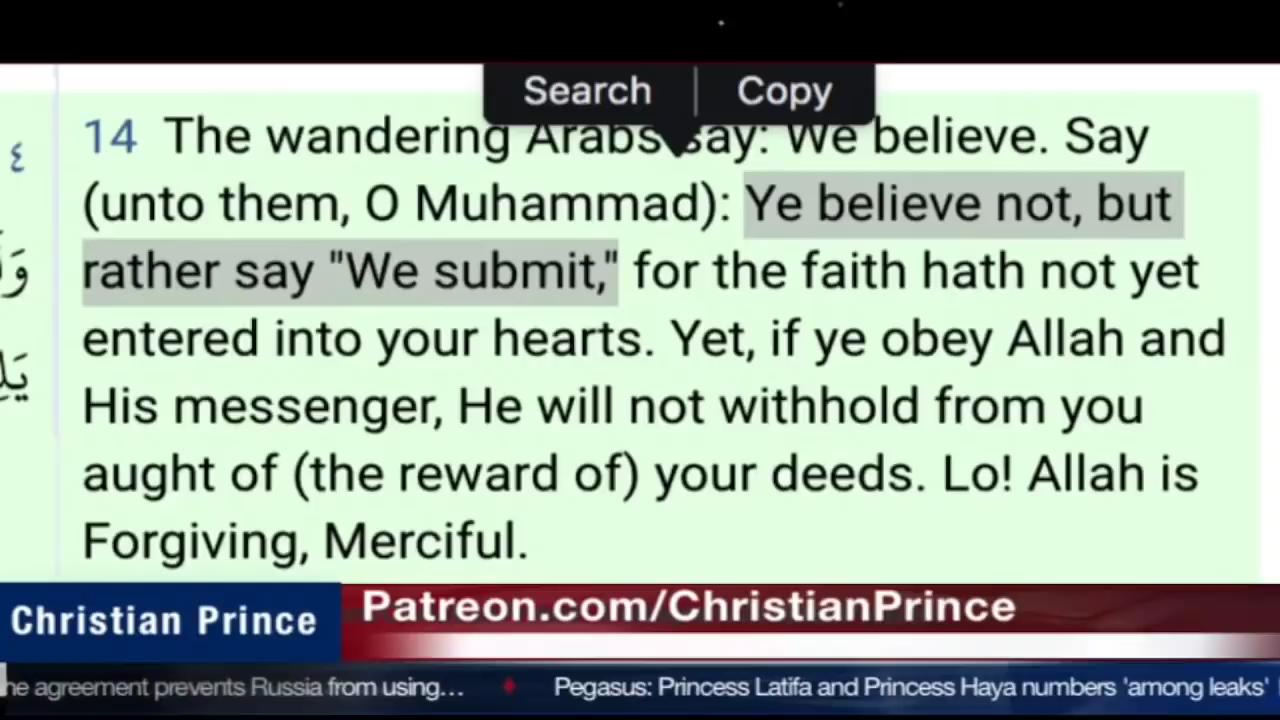 Search Copy
14 The wandering Arabs say: We believe. Say
٤
(unto them, O Muhammad): Ye believe not, but
rather say "We submit," for the faith hath not yet
entered into your hearts. Yet, if ye obey Allah and
His messenger, He will not withhold from you
aught of (the reward of) your deeds. Lo! Allah is
Forgiving, Merciful.
Christian Prince
Patreon.com/ChristianPrince
agreement prevents Russia from using... Pegasus: Princess Latifa and Princess Haya numbers 'among leaks'